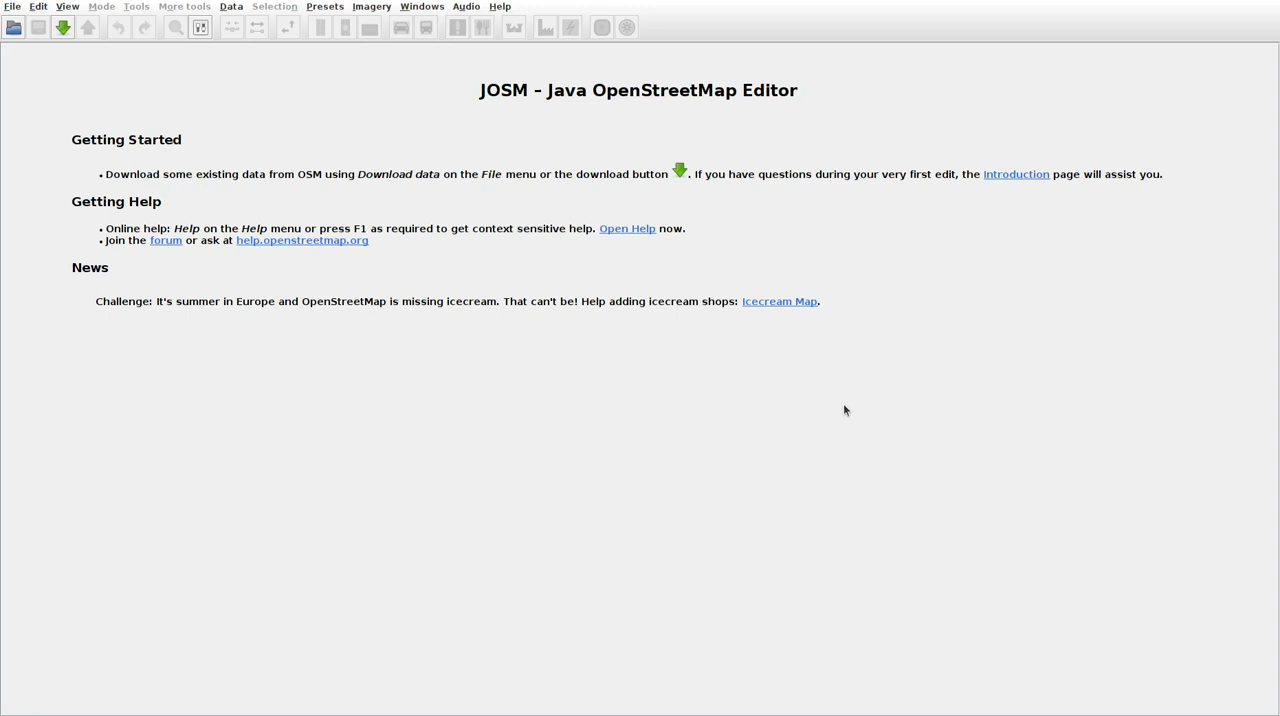 File Edit View Mode Tools More tools Data Selection Presets Imagery Windows Audio Help
JOSM – Java OpenStreetMap Editor
Getting Started
• Download some existing data from OSM using Download data on the File menu or the download button . If you have questions during your very first edit, the Introduction page will assist you.
Getting Help
• Online help: Help on the Help menu or press F1 as required to get context sensitive help. Open Help now.
• Join the forum or ask at help.openstreetmap.org
News
Challenge: It's summer in Europe and OpenStreetMap is missing icecream. That can't be! Help adding icecream shops: Icecream Map.